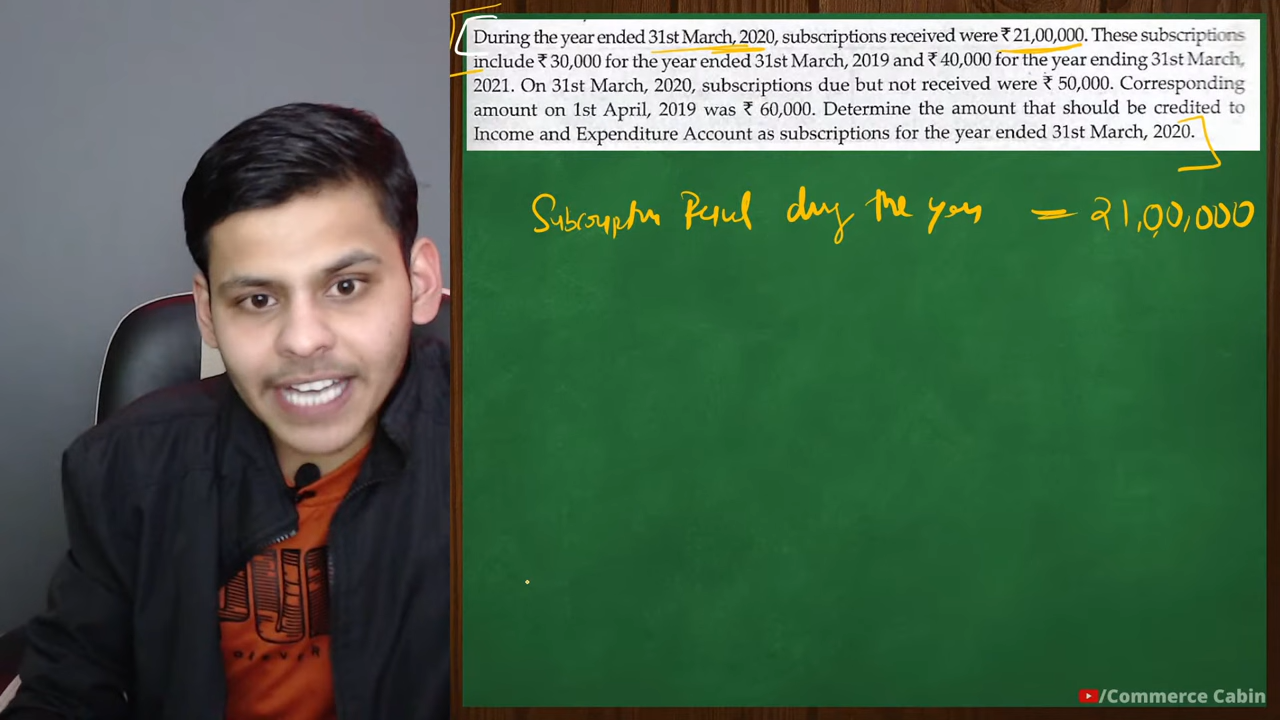 During the year ended 31st March, 2020, subscriptions received were ₹ 21,00,000. These subscriptions
include ₹ 30,000 for the year ended 31st March, 2019 and ₹ 40,000 for the year ending 31st March,
2021. On 31st March, 2020, subscriptions due but not received were ₹ 50,000. Corresponding
amount on 1st April, 2019 was ₹ 60,000. Determine the amount that should be credited to
Income and Expenditure Account as subscriptions for the year ended 31st March, 2020.
the year = 21,00,000
/Commerce Cabin